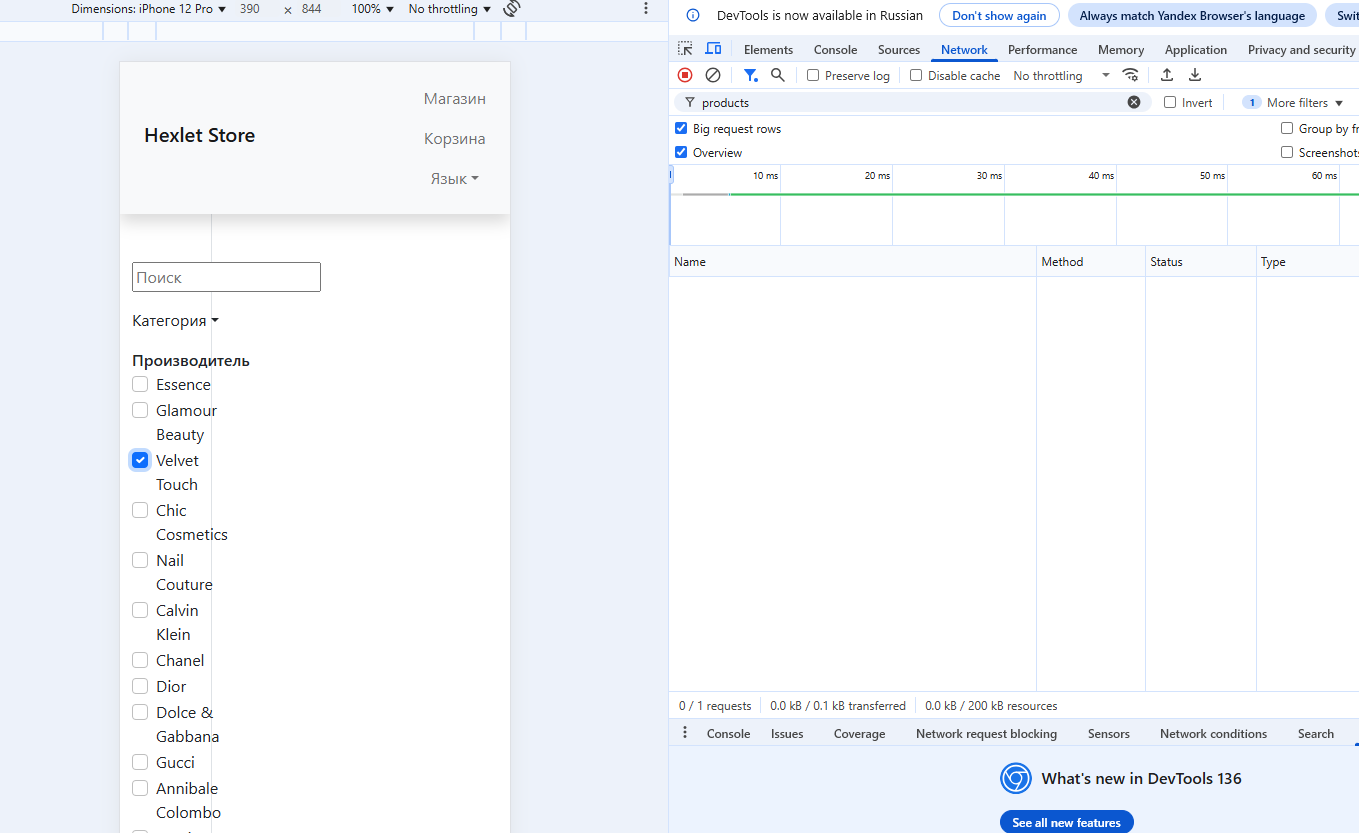 Dimensions: iPhone 12 Pro 390 × 844 100% No throttling
Hexlet Store
Магазин
Корзина
Язык
Поиск
Категория
Производитель
Essence
Glamour
Beauty
Velvet
Touch
Chic
Cosmetics
Nail
Couture
Calvin
Klein
Chanel
Dior
Dolce &
Gabbana
Gucci
Annibale
Colombo
DevTools is now available in Russian Don't show again Always match Yandex Browser's language
Elements Console Sources Network Performance Memory Application Privacy and security
Preserve log Disable cache No throttling
products Invert 1 More filters
Big request rows Group by fr
Overview Screenshots
10 ms 20 ms 30 ms 40 ms 50 ms 60 ms
Name Method Status Type
0 / 1 requests 0.0 kB / 0.1 kB transferred 0.0 kB / 200 kB resources
Console Issues Coverage Network request blocking Sensors Network conditions Search
What's new in DevTools 136
See all new features